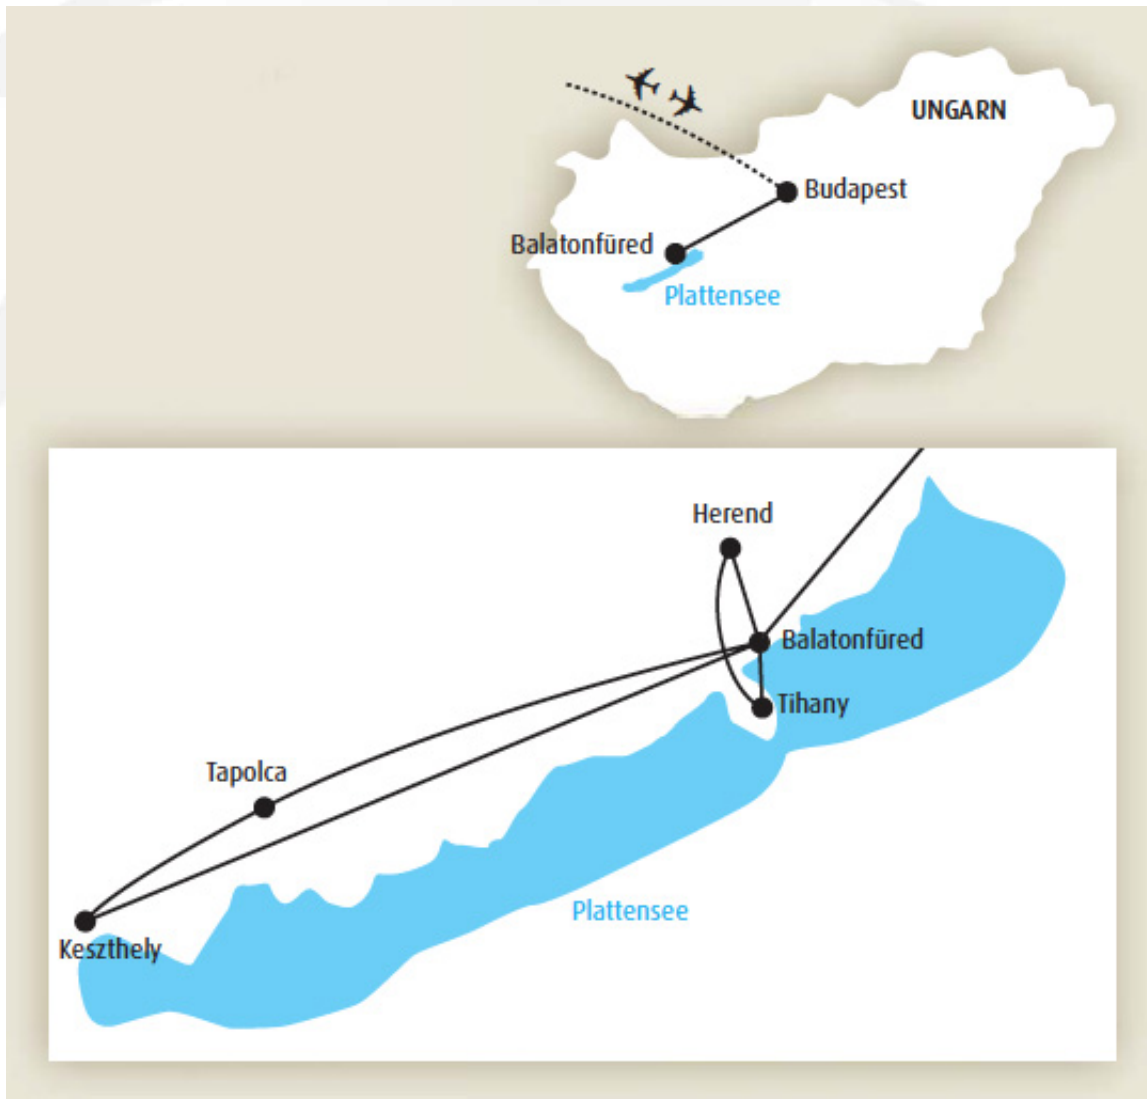 UNGARN
Budapest
Balatonfüred
Plattensee
Herend
Balatonfüred
Tihany
Tapolca
Plattensee
Keszthely